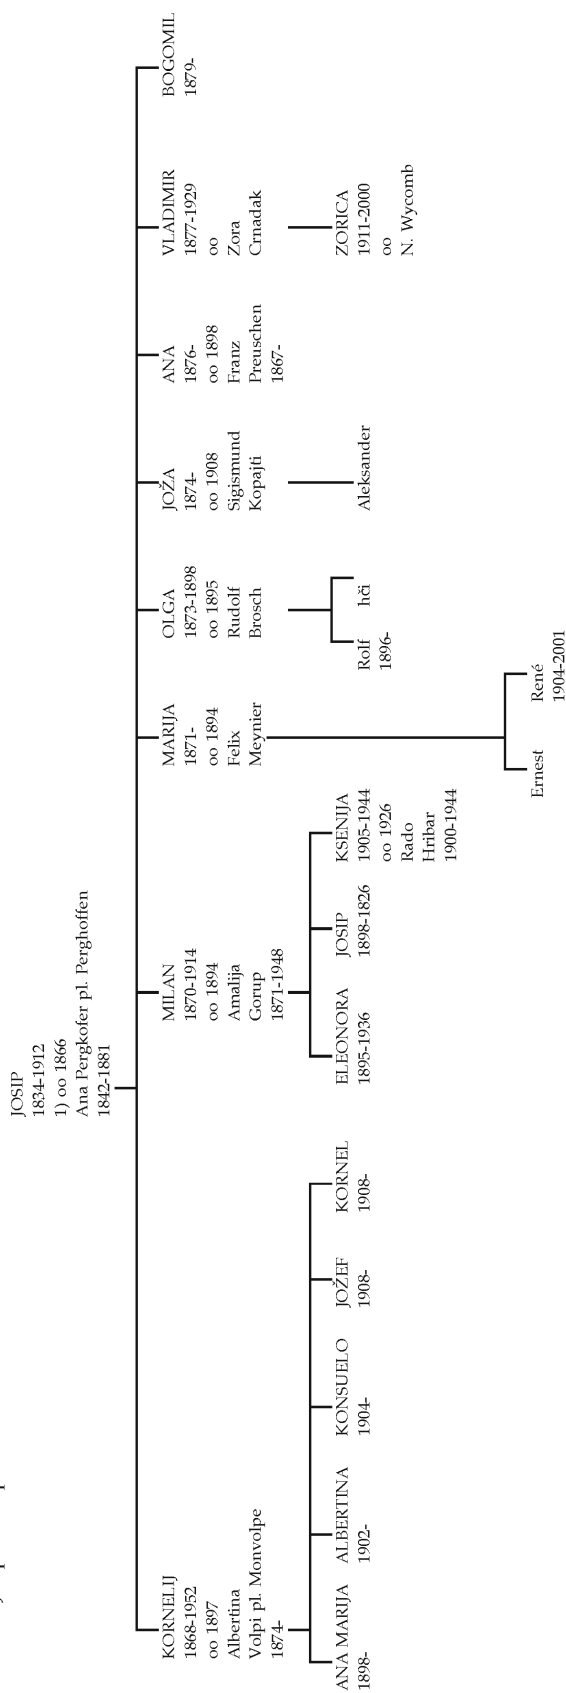 JOSIP
1834-1912
1) oo 1866
Ana Pergkofer pl. Perghoffen
1842-1881
KORNELIJ
1868-1952
oo 1897
Albertina
Volpi pl. Monvolpe
1874-
MILAN
1870-1914
oo 1894
Amalija
Gorup
1871-1948
MARIJA
1871-
oo 1894
Felix
Meynier
OLGA
1873-1898
oo 1895
Rudolf
Brosch
JOŽA
1874-
oo 1908
Sigismund
Kopajti
ANA
1876-
oo 1898
Franz
Preuschen
1867-
VLADIMIR
1877-1929
oo
Zora
Crnadak
BOGOMIL
1879-
ANA MARIJA
1898-
ALBERTINA
1902-
KONSUELO
1904-
JOŽEF
1908-
KORNEL
1908-
ELEONORA
1895-1936
JOSIP
1898-1826
KSENIJA
1905-1944
oo 1926
Rado
Hribar
1900-1944
Rolf
1896-
hči
Aleksander
ZORICA
1911-2000
oo
N. Wycomb
Ernest
René
1904-2001